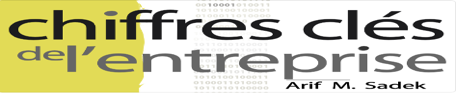 chiffres clés
de l'entreprise
Arif M. Sadek